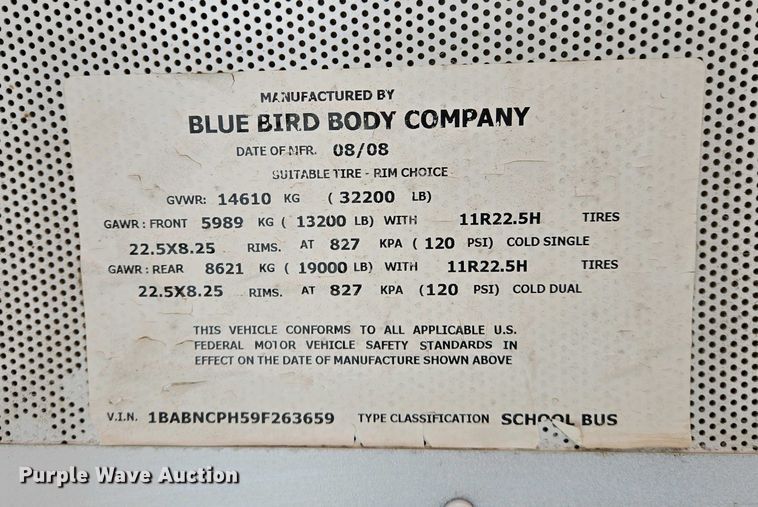 MANUFACTURED BY
BLUE BIRD BODY COMPANY
DATE OF MFR. 08/08
SUITABLE TIRE - RIM CHOICE
GVWR: 14610 KG ( 32200 LB)
GAWR : FRONT 5989 KG ( 13200 LB) WITH 11R22.5H TIRES
22.5X8.25 RIMS. AT 827 KPA ( 120 PSI) COLD SINGLE
GAWR : REAR 8621 KG ( 19000 LB) WITH 11R22.5H TIRES
22.5X8.25 RIMS. AT 827 KPA (120 PSI) COLD DUAL
THIS VEHICLE CONFORMS TO ALL APPLICABLE U.S.
FEDERAL MOTOR VEHICLE SAFETY STANDARDS IN
EFFECT ON THE DATE OF MANUFACTURE SHOWN ABOVE
V.I.N. 1BABNCPH59F263659 TYPE CLASSIFICATION SCHOOL BUS
Purple Wave Auction